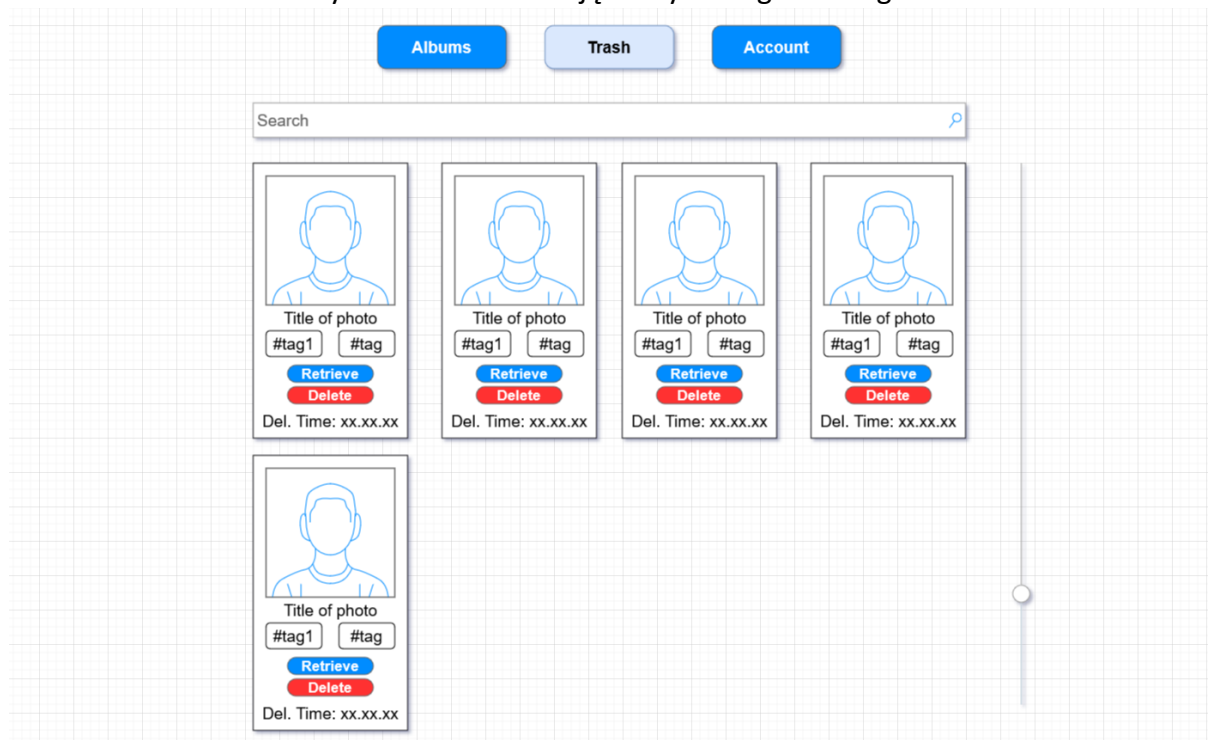 Albums Trash Account
Search
Title of photo Title of photo Title of photo Title of photo
#tag1 #tag #tag1 #tag #tag1 #tag #tag1 #tag
Retrieve Retrieve Retrieve Retrieve
Delete Delete Delete Delete
Del. Time: xx.xx.xx Del. Time: xx.xx.xx Del. Time: xx.xx.xx Del. Time: xx.xx.xx
Title of photo
#tag1 #tag
Retrieve
Delete
Del. Time: xx.xx.xx